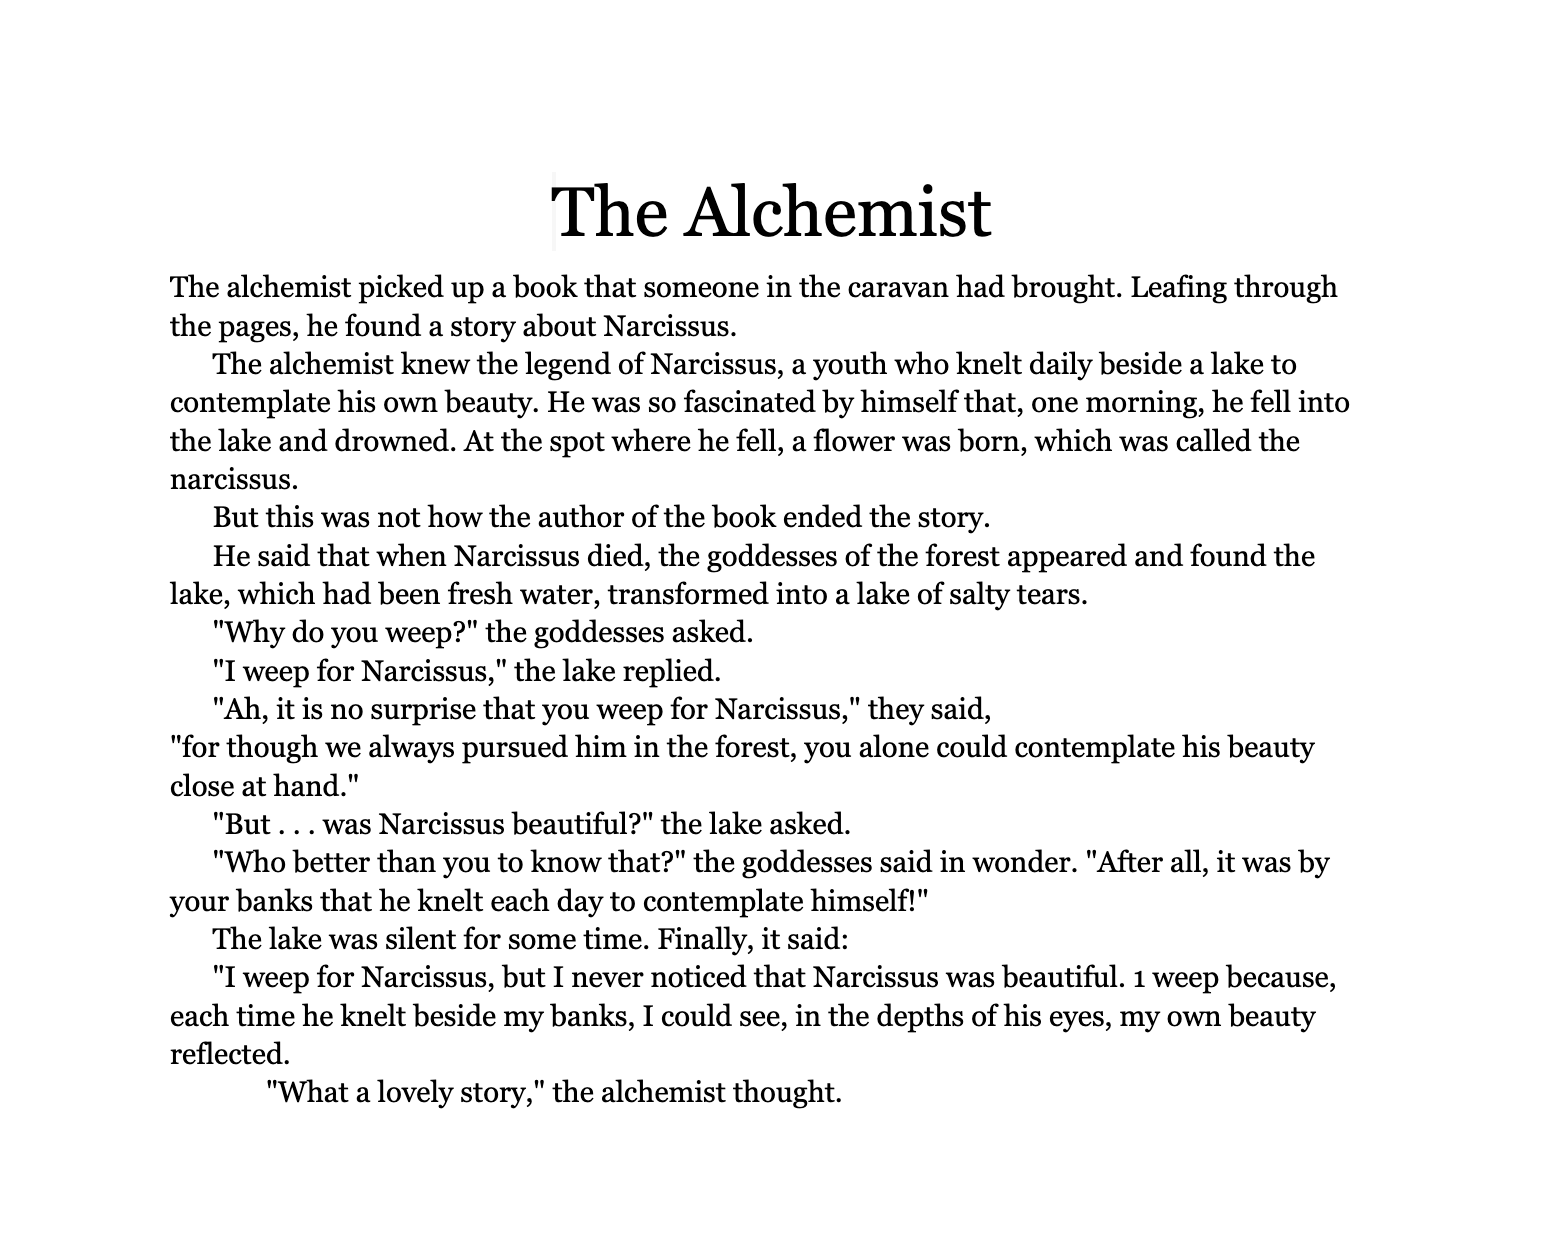 The Alchemist
The alchemist picked up a book that someone in the caravan had brought. Leafing through
the pages, he found a story about Narcissus.
The alchemist knew the legend of Narcissus, a youth who knelt daily beside a lake to
contemplate his own beauty. He was so fascinated by himself that, one morning, he fell into
the lake and drowned. At the spot where he fell, a flower was born, which was called the
narcissus.
But this was not how the author of the book ended the story.
He said that when Narcissus died, the goddesses of the forest appeared and found the
lake, which had been fresh water, transformed into a lake of salty tears.
"Why do you weep?" the goddesses asked.
"I weep for Narcissus," the lake replied.
"Ah, it is no surprise that you weep for Narcissus," they said,
"for though we always pursued him in the forest, you alone could contemplate his beauty
close at hand."
"But . . . was Narcissus beautiful?" the lake asked.
"Who better than you to know that?" the goddesses said in wonder. "After all, it was by
your banks that he knelt each day to contemplate himself!"
The lake was silent for some time. Finally, it said:
"I weep for Narcissus, but I never noticed that Narcissus was beautiful. 1 weep because,
each time he knelt beside my banks, I could see, in the depths of his eyes, my own beauty
reflected.
"What a lovely story," the alchemist thought.